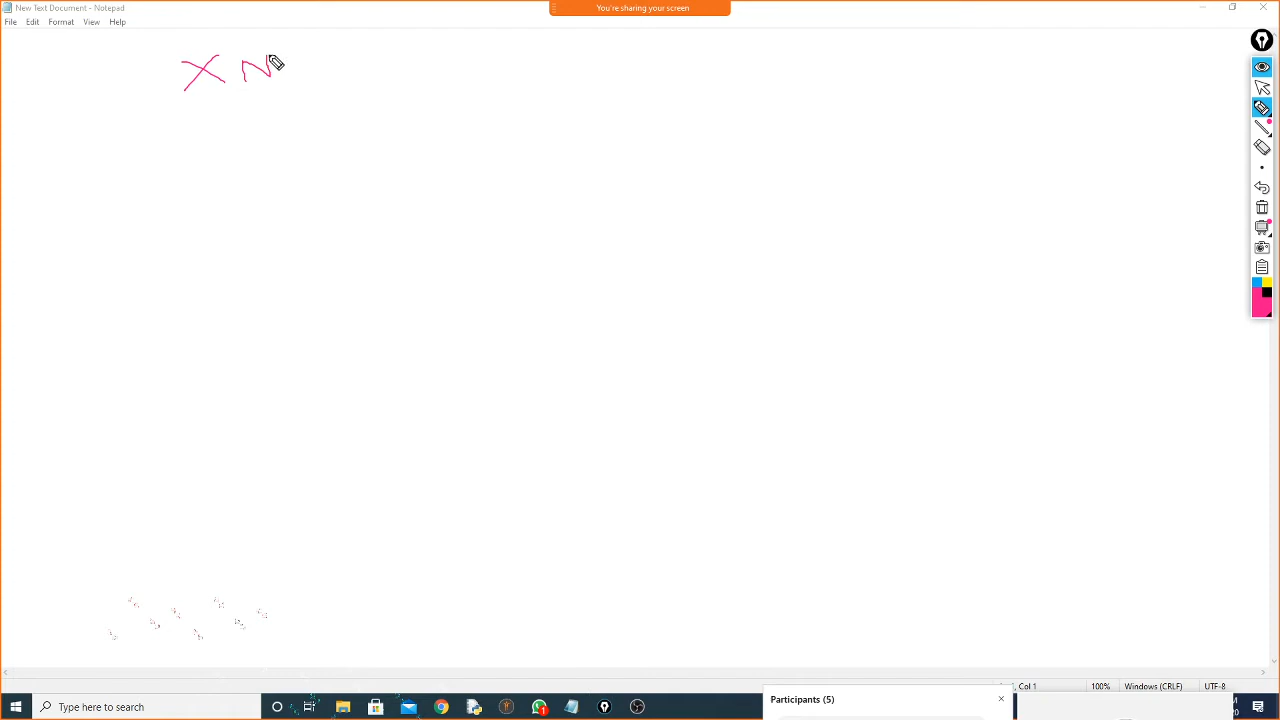 New Text Document - Notepad
You're sharing your screen
File Edit Format View Help
X N
Col 1 100% Windows (CRLF) UTF-8
Type here to search
1
Participants (5)